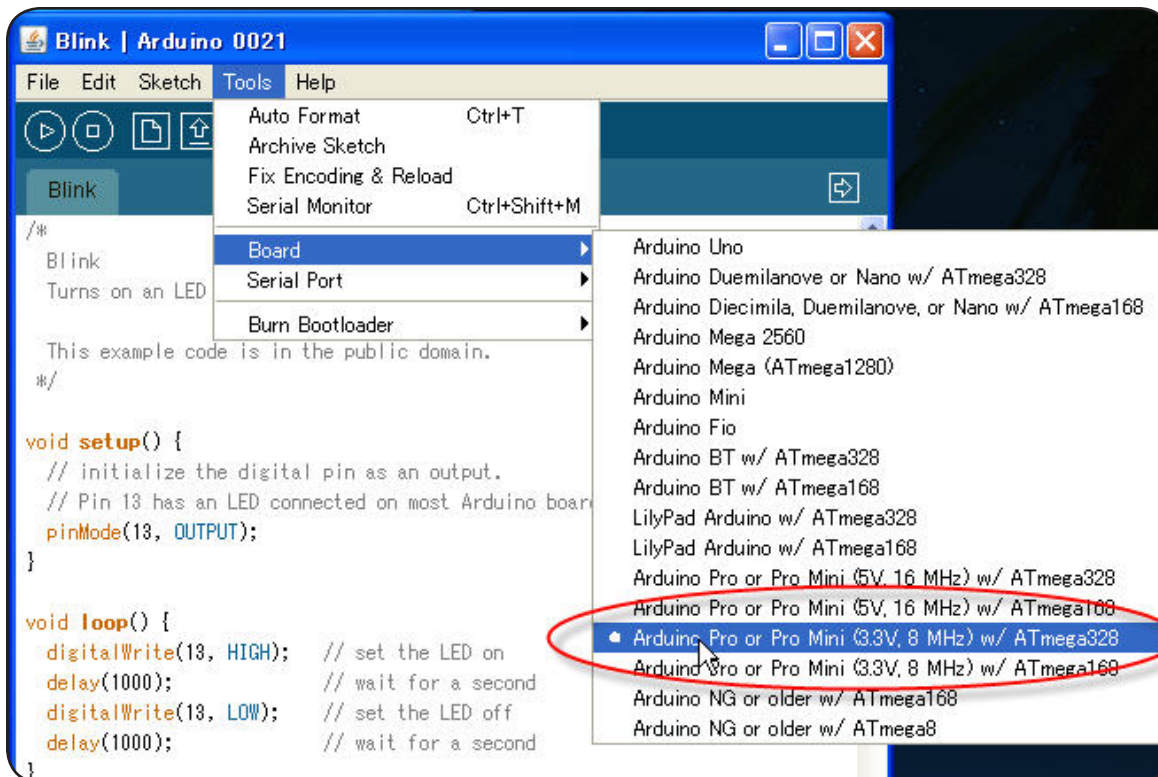 Blink | Arduino 0021
File Edit Sketch Tools Help
Auto Format Ctrl+T
Archive Sketch
Fix Encoding & Reload
Serial Monitor Ctrl+Shift+M
Board
Serial Port
Burn Bootloader
Arduino Uno
Arduino Duemilanove or Nano w/ ATmega328
Arduino Diecimila, Duemilanove, or Nano w/ ATmega168
Arduino Mega 2560
Arduino Mega (ATmega1280)
Arduino Mini
Arduino Fio
Arduino BT w/ ATmega328
Arduino BT w/ ATmega168
LilyPad Arduino w/ ATmega328
LilyPad Arduino w/ ATmega168
Arduino Pro or Pro Mini (5V, 16 MHz) w/ ATmega328
Arduino Pro or Pro Mini (5V, 16 MHz) w/ ATmega168
Arduino Pro or Pro Mini (3.3V, 8 MHz) w/ ATmega328
Arduino Pro or Pro Mini (3.3V, 8 MHz) w/ ATmega168
Arduino NG or older w/ ATmega168
Arduino NG or older w/ ATmega8
Blink
/*
Blink
Turns on an LED
This example code is in the public domain.
*/
void setup() {
// initialize the digital pin as an output.
// Pin 13 has an LED connected on most Arduino boar
pinMode(13, OUTPUT);
}
void loop() {
digitalWrite(13, HIGH); // set the LED on
delay(1000); // wait for a second
digitalWrite(13, LOW); // set the LED off
delay(1000); // wait for a second
}